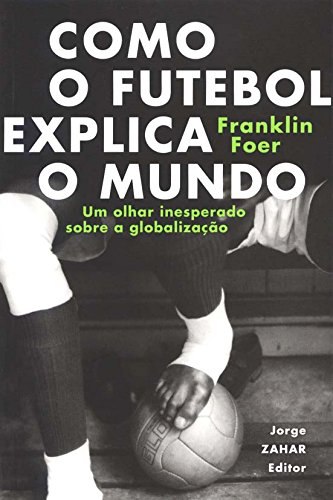 COMO
O FUTEBOL
EXPLICA Franklin
Foer
O MUNDO
Um olhar inesperado
sobre a globalização
Jorge
ZAHAR
Editor